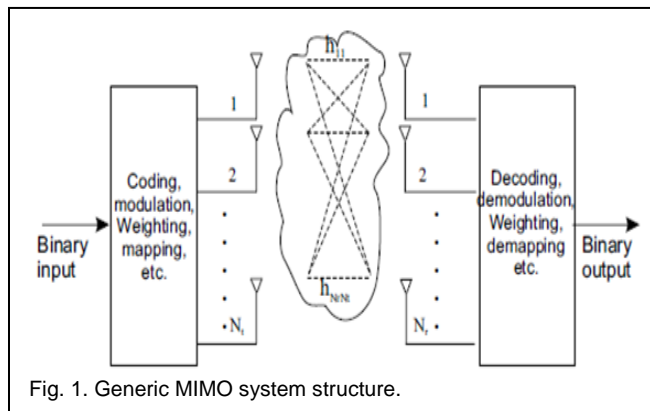 h11
1
1
2
2
Coding,
modulation,
Weighting,
mapping,
etc.
Decoding,
demodulation,
Weighting,
demapping
etc.
Binary
input
Binary
output
Nt
hNrNt
Nr
Fig. 1. Generic MIMO system structure.